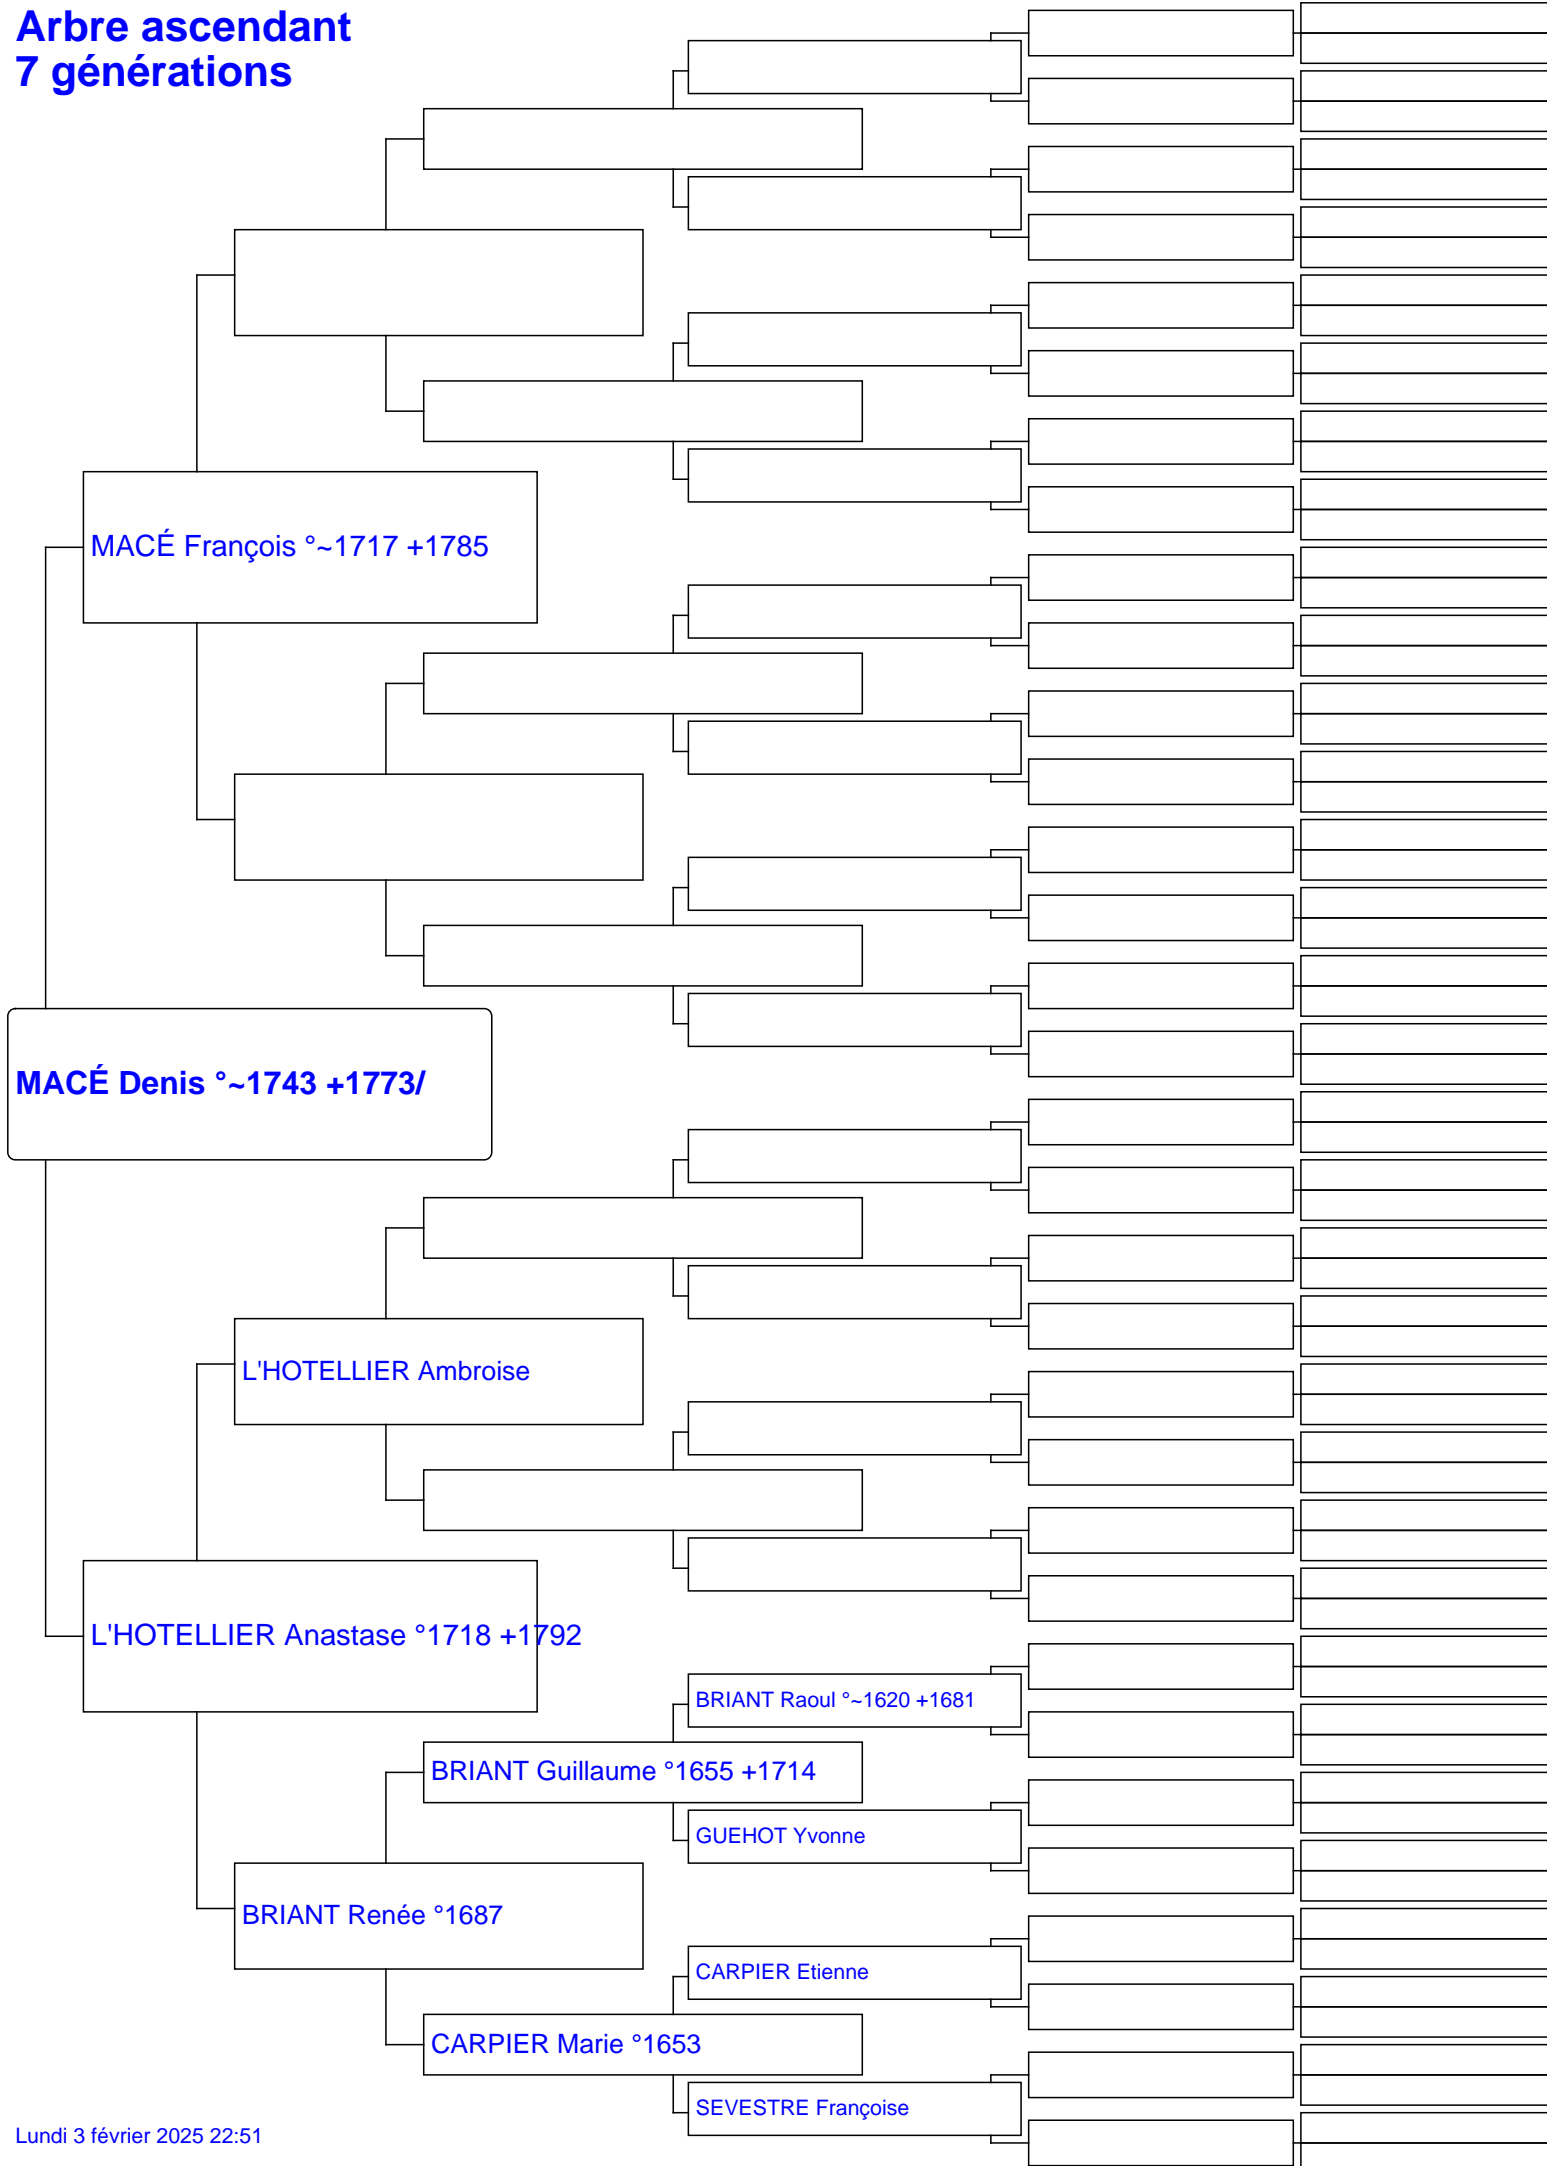 Arbre ascendant
7 générations
MACÉ François °~1717 +1785
MACÉ Denis °~1743 +1773/
L'HOTELLIER Ambroise
L'HOTELLIER Anastase °1718 +1792
BRIANT Raoul °~1620 +1681
BRIANT Guillaume °1655 +1714
GUEHOT Yvonne
BRIANT Renée °1687
CARPIER Etienne
CARPIER Marie °1653
SEVESTRE Françoise
Lundi 3 février 2025 22:51